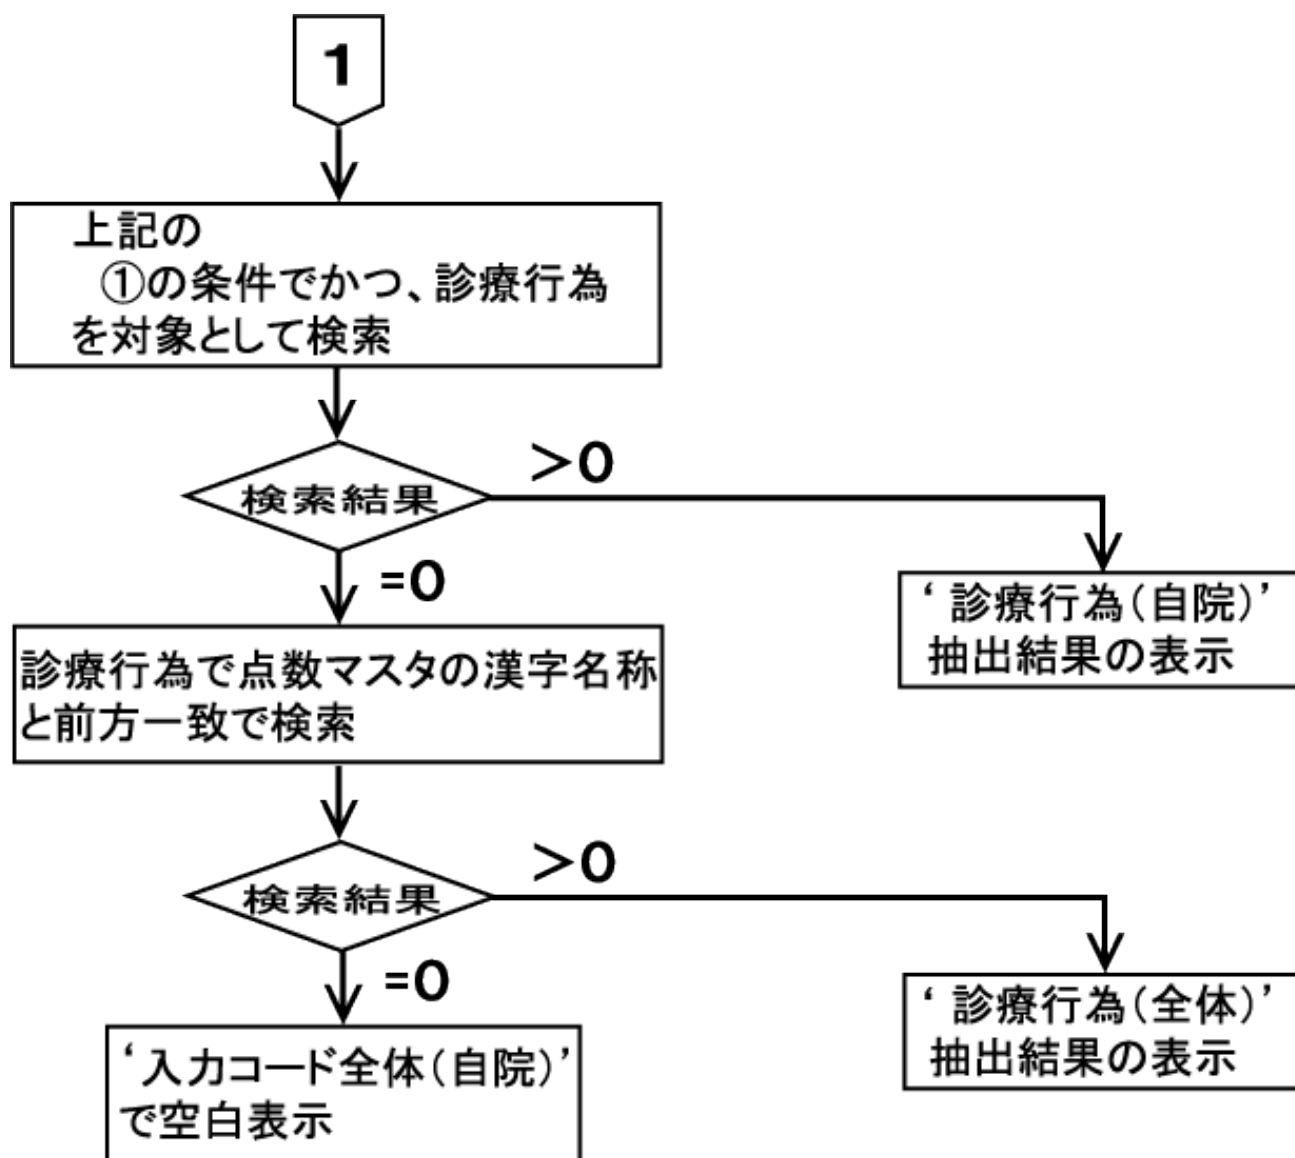 1
上記の
①の条件でかつ、診療行為
を対象として検索
検索結果
>0
=0
‘診療行為(自院)’
抽出結果の表示
診療行為で点数マスタの漢字名称
と前方一致で検索
検索結果
>0
=0
‘診療行為(全体)’
抽出結果の表示
‘入力コード全体(自院)’
で空白表示